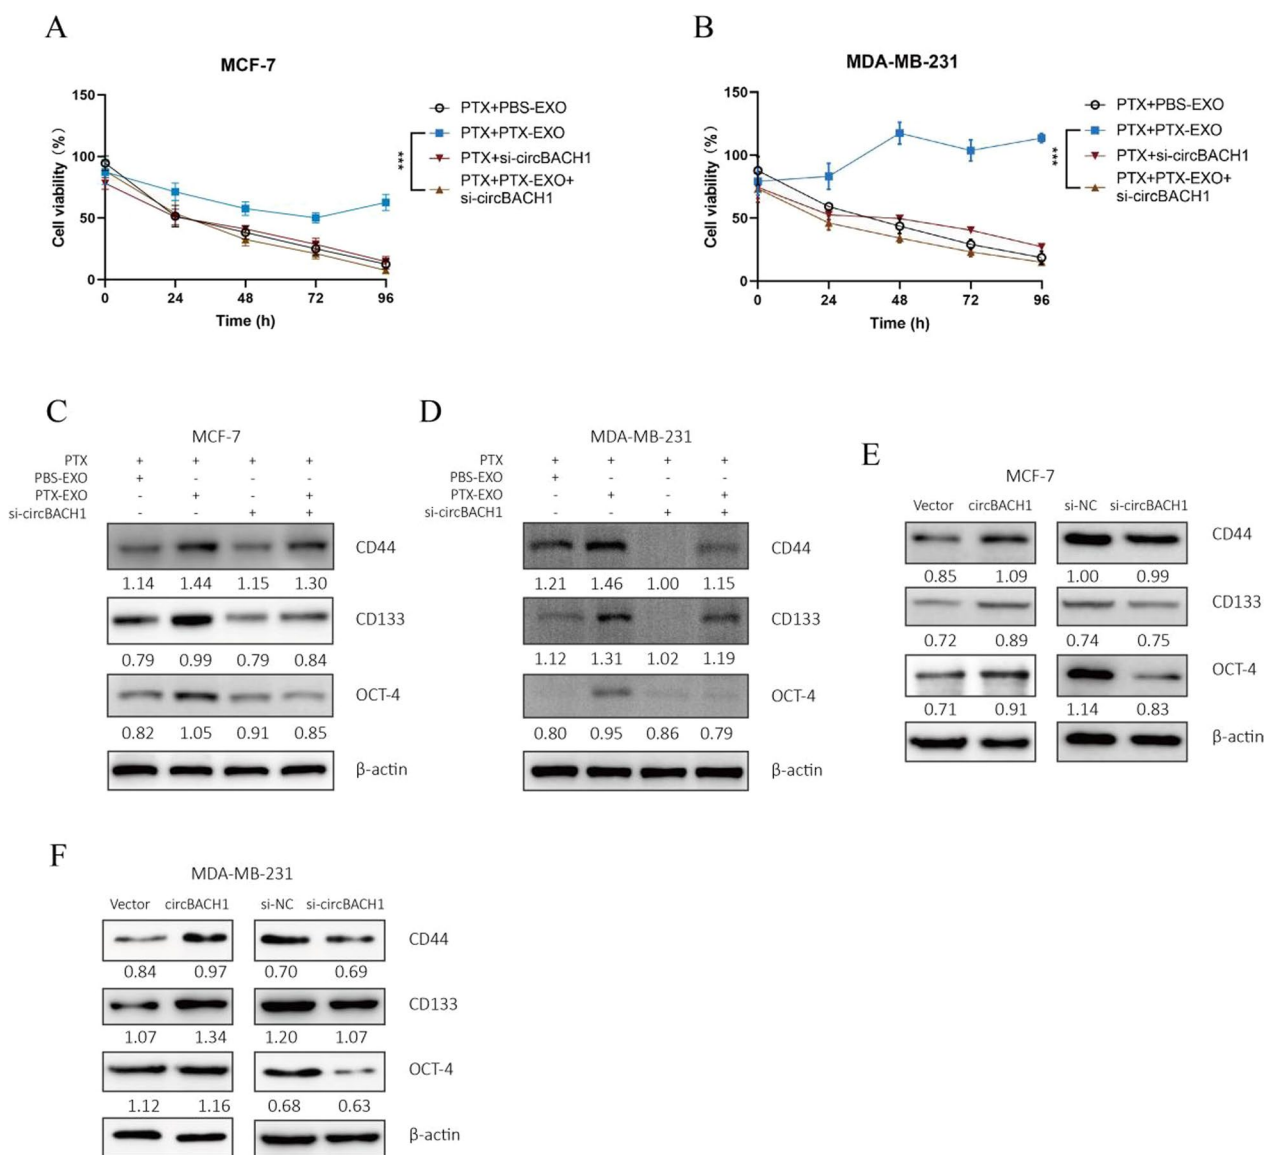 A
MCF-7
Cell viability (%)
150
100
50
0
0 24 48 72 96
Time (h)
PTX+PBS-EXO
PTX+PTX-EXO
PTX+si-circBACH1
PTX+PTX-EXO+
si-circBACH1
***
B
MDA-MB-231
Cell viability (%)
150
100
50
0
0 24 48 72 96
Time (h)
PTX+PBS-EXO
PTX+PTX-EXO
PTX+si-circBACH1
PTX+PTX-EXO+
si-circBACH1
***
C
MCF-7
PTX + + + +
PBS-EXO + - - -
PTX-EXO - + - +
si-circBACH1 - - + +
CD44
1.14 1.44 1.15 1.30
CD133
0.79 0.99 0.79 0.84
OCT-4
0.82 1.05 0.91 0.85
β-actin
D
MDA-MB-231
PTX + + + +
PBS-EXO + - - -
PTX-EXO - + - +
si-circBACH1 - - + +
CD44
1.21 1.46 1.00 1.15
CD133
1.12 1.31 1.02 1.19
OCT-4
0.80 0.95 0.86 0.79
β-actin
E
MCF-7
Vector circBACH1 si-NC si-circBACH1
CD44
0.85 1.09 1.00 0.99
CD133
0.72 0.89 0.74 0.75
OCT-4
0.71 0.91 1.14 0.83
β-actin
F
MDA-MB-231
Vector circBACH1 si-NC si-circBACH1
CD44
0.84 0.97 0.70 0.69
CD133
1.07 1.34 1.20 1.07
OCT-4
1.12 1.16 0.68 0.63
β-actin